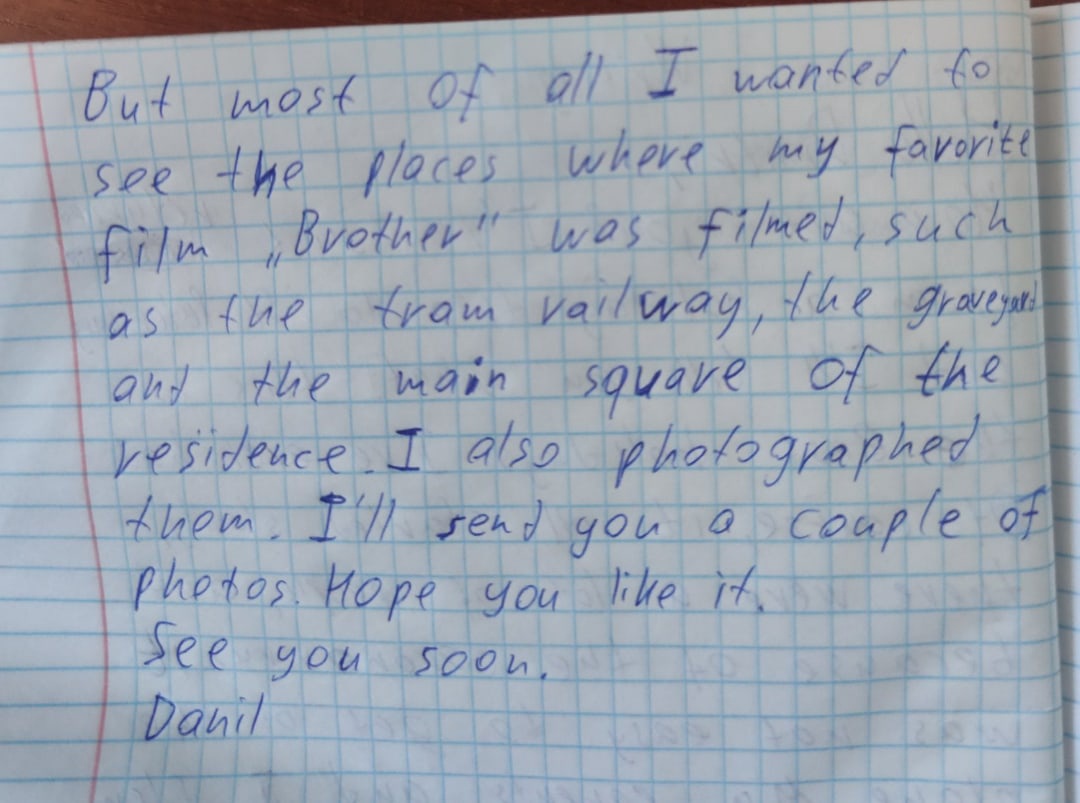 But most of all I wanted to
see the places where my favorite
film „Brother" was filmed, such
as the tram railway, the graveyard
and the main square of the
residence. I also photographed
them. I'll send you a couple of
photos. Hope you like it.
See you soon.
Danil